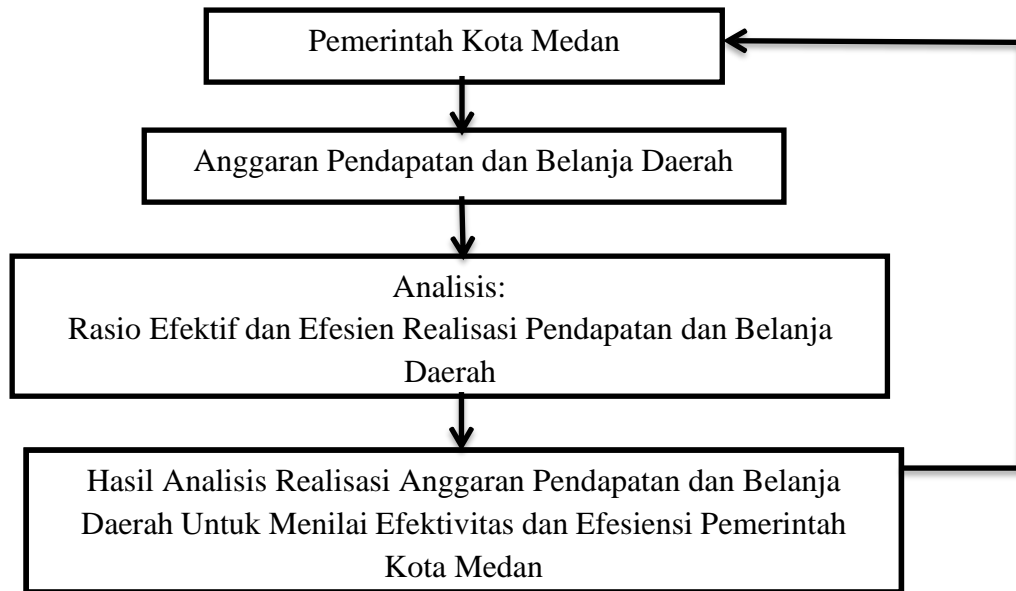 Pemerintah Kota Medan
Anggaran Pendapatan dan Belanja Daerah
Analisis:
Rasio Efektif dan Efesien Realisasi Pendapatan dan Belanja
Daerah
Hasil Analisis Realisasi Anggaran Pendapatan dan Belanja
Daerah Untuk Menilai Efektivitas dan Efesiensi Pemerintah
Kota Medan